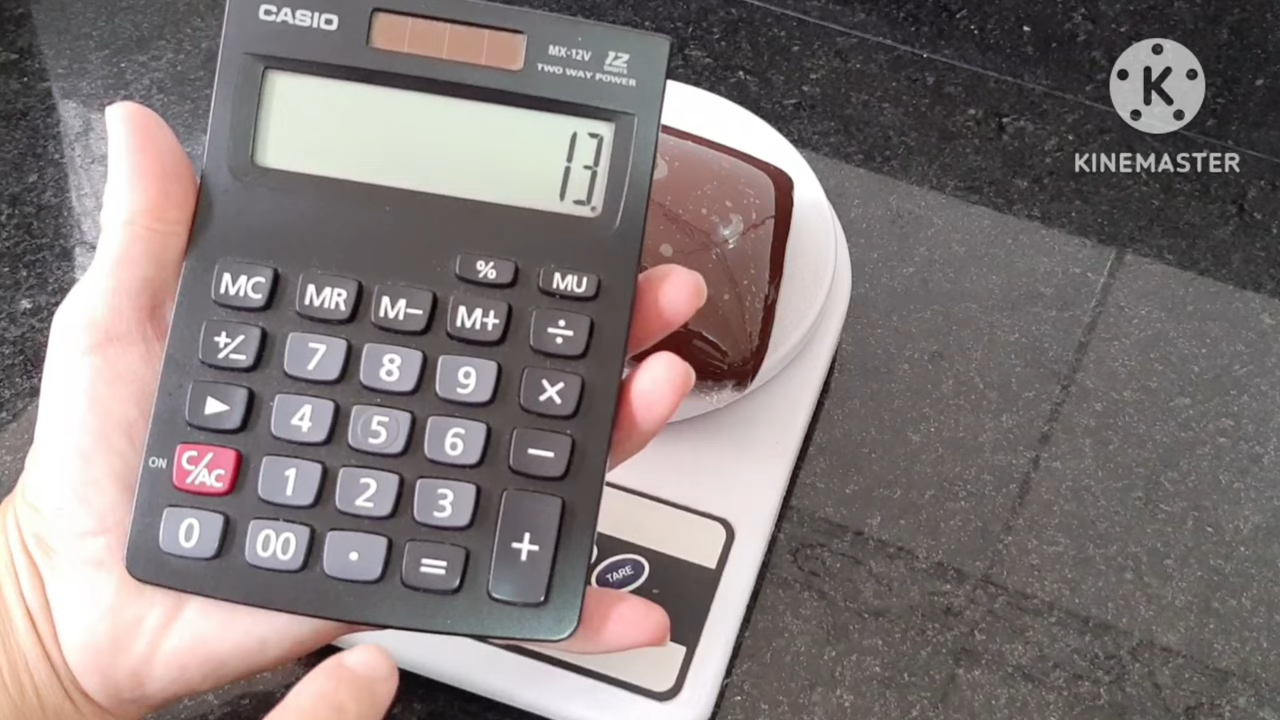 CASIO
MX-12V 12
DIGITS
TWO WAY POWER
13.
% MU
MC MR M− M+ ÷
+/− 7 8 9 ×
▶ 4 5 6 −
ON C/AC 1 2 3
0 00 · = +
TARE
K
KINEMASTER